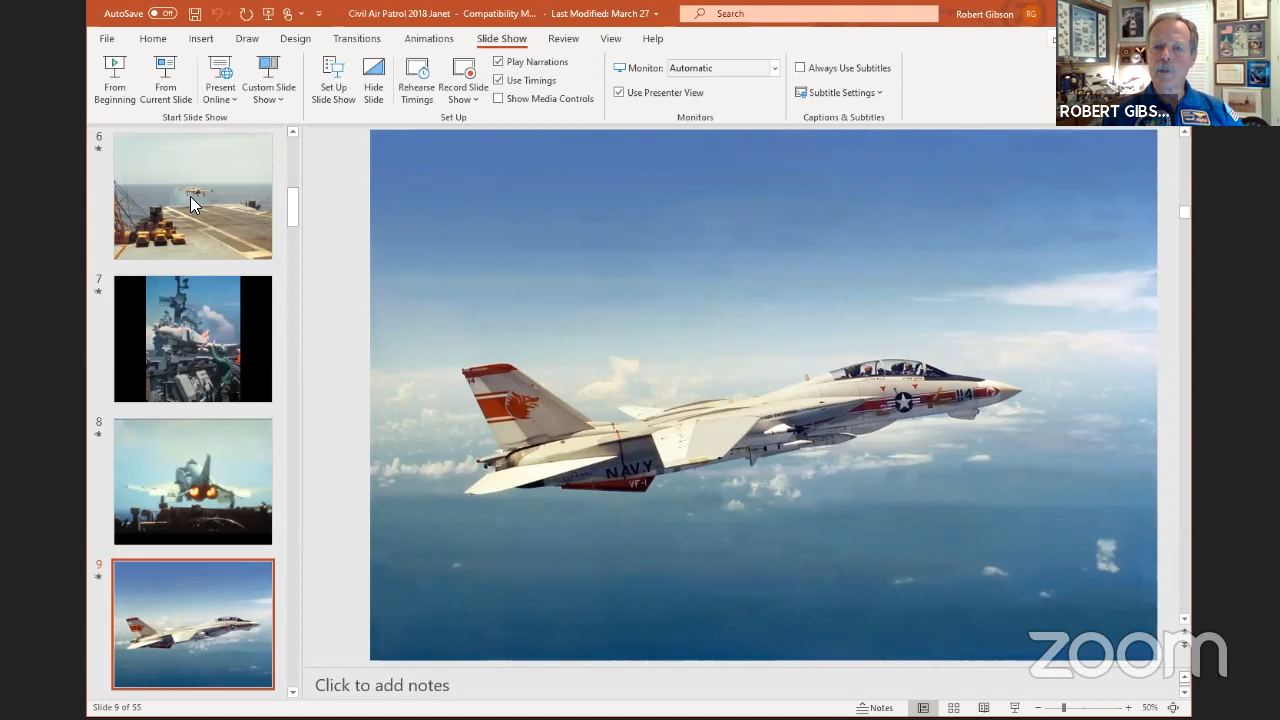 AutoSave Off Civil Air Patrol 2018 Janet - Compatibility M... - Last Modified: March 27 Search Robert Gibson RG
File Home Insert Draw Design Transitions Animations Slide Show Review View Help
From Beginning
From Current Slide
Present Online
Custom Slide Show
Start Slide Show
Set Up Slide Show
Hide Slide
Rehearse Timings
Record Slide Show
Play Narrations
Use Timings
Show Media Controls
Set Up
Monitor: Automatic
Use Presenter View
Monitors
Always Use Subtitles
Subtitle Settings
Captions & Subtitles
ROBERT GIBS...
6
7
8
9
114
NAVY
VF-1
zoom
Click to add notes
Slide 9 of 55 Notes 50%